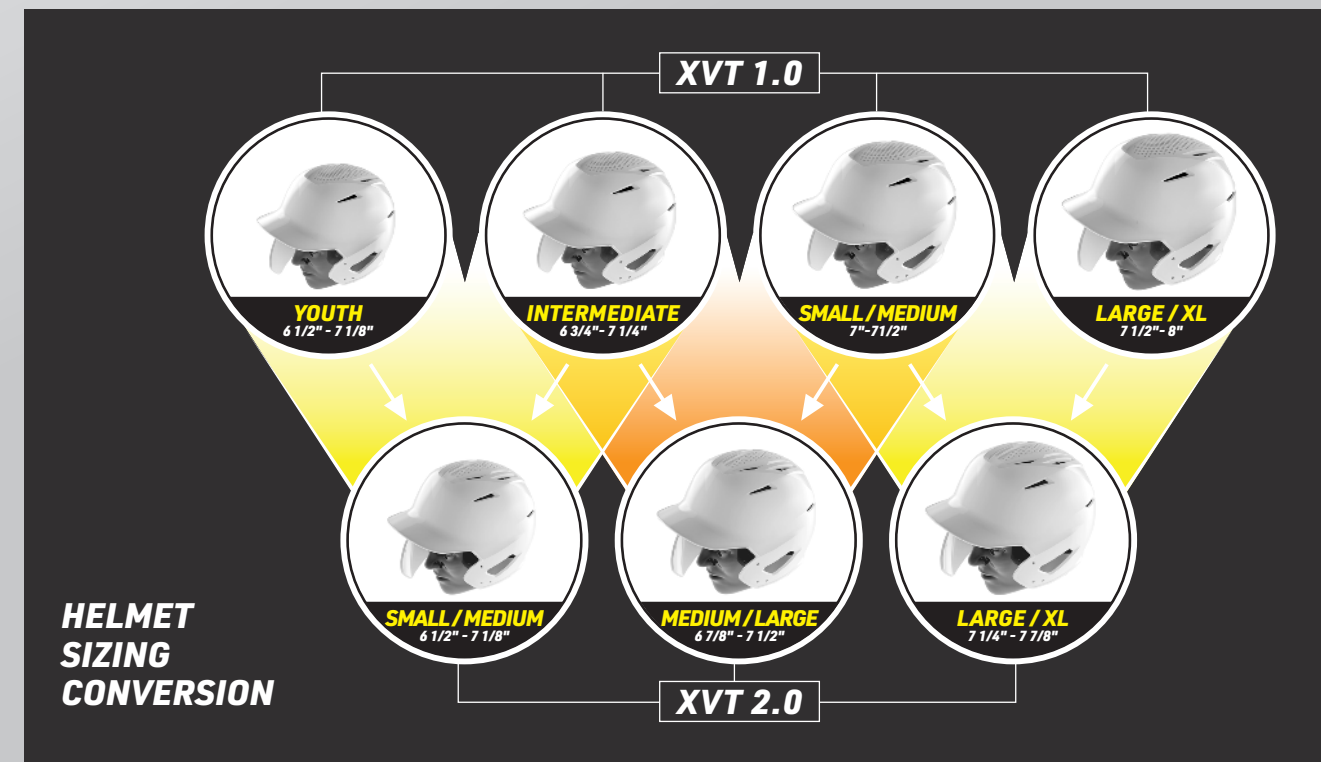 XVT 1.0
YOUTH
6 1/2" - 7 1/8"
INTERMEDIATE
6 3/4"- 7 1/4"
SMALL/MEDIUM
7"-71/2"
LARGE / XL
7 1/2"- 8"
SMALL/MEDIUM
6 1/2" - 7 1/8"
MEDIUM/LARGE
6 7/8" - 7 1/2"
LARGE / XL
7 1/4" - 7 7/8"
HELMET
SIZING
CONVERSION
XVT 2.0